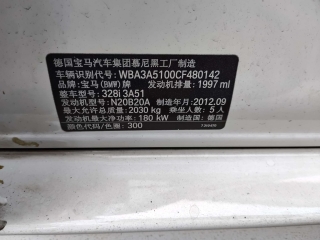 德国宝马汽车集团慕尼黑工厂制造
车辆识别代号: WBA3A5100CF480142
品牌: 宝马(BMW)牌 发动机排量: 1997 ml
整车型号: 328i 3A51
发动机型号: N20B20A 制造年月: 2012.09
最大允许总质量: 2030 kg 乘坐人数: 5 人
发动机最大净功率: 180 kW 制造国: 德国
颜色代码/色圈: 300